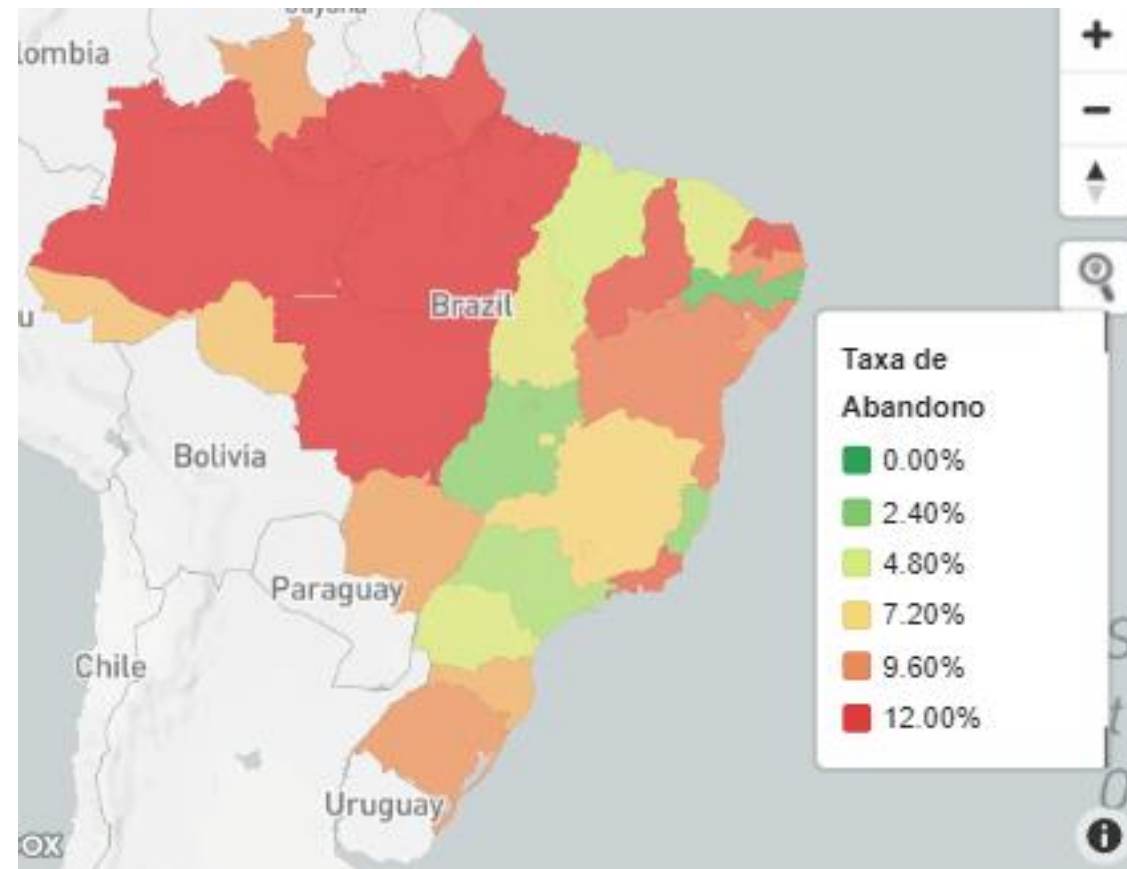 lombia
Brazil
u
Bolivia
Paraguay
Chile
Uruguay
Taxa de
Abandono
0.00%
2.40%
4.80%
7.20%
9.60%
12.00%
S
t
ox